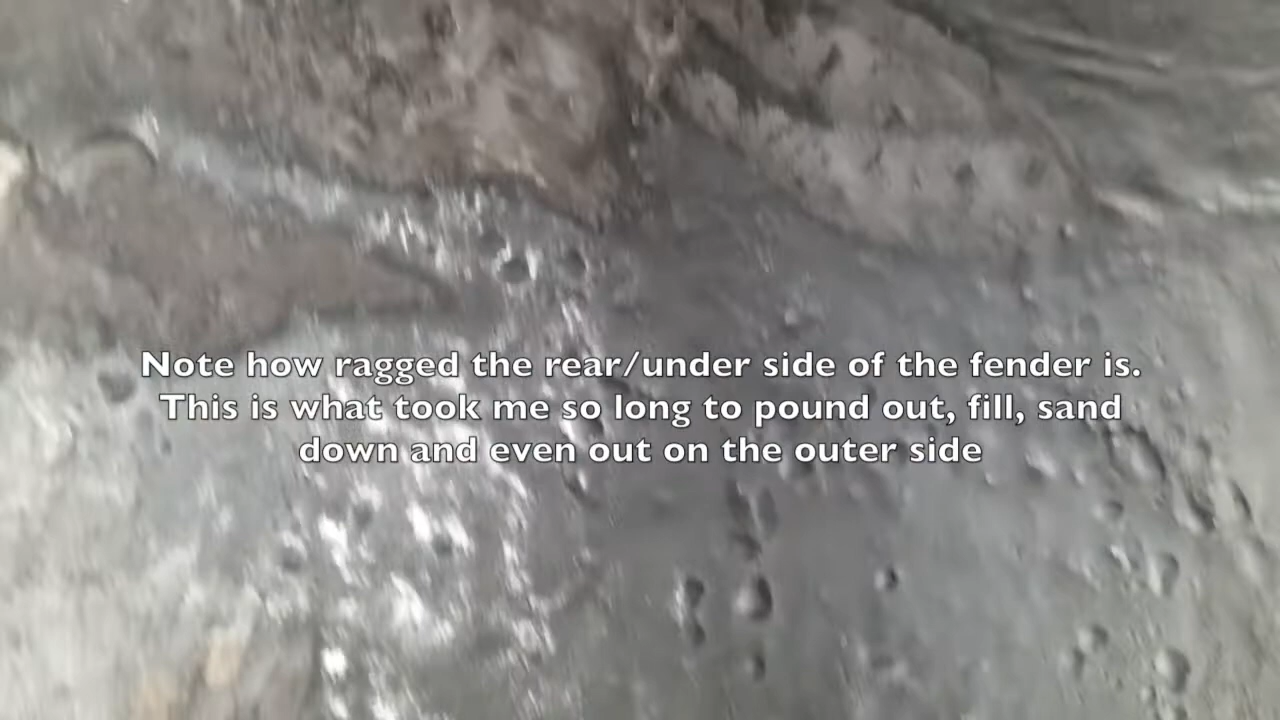 Note how ragged the rear/under side of the fender is.
This is what took me so long to pound out, fill, sand
down and even out on the outer side